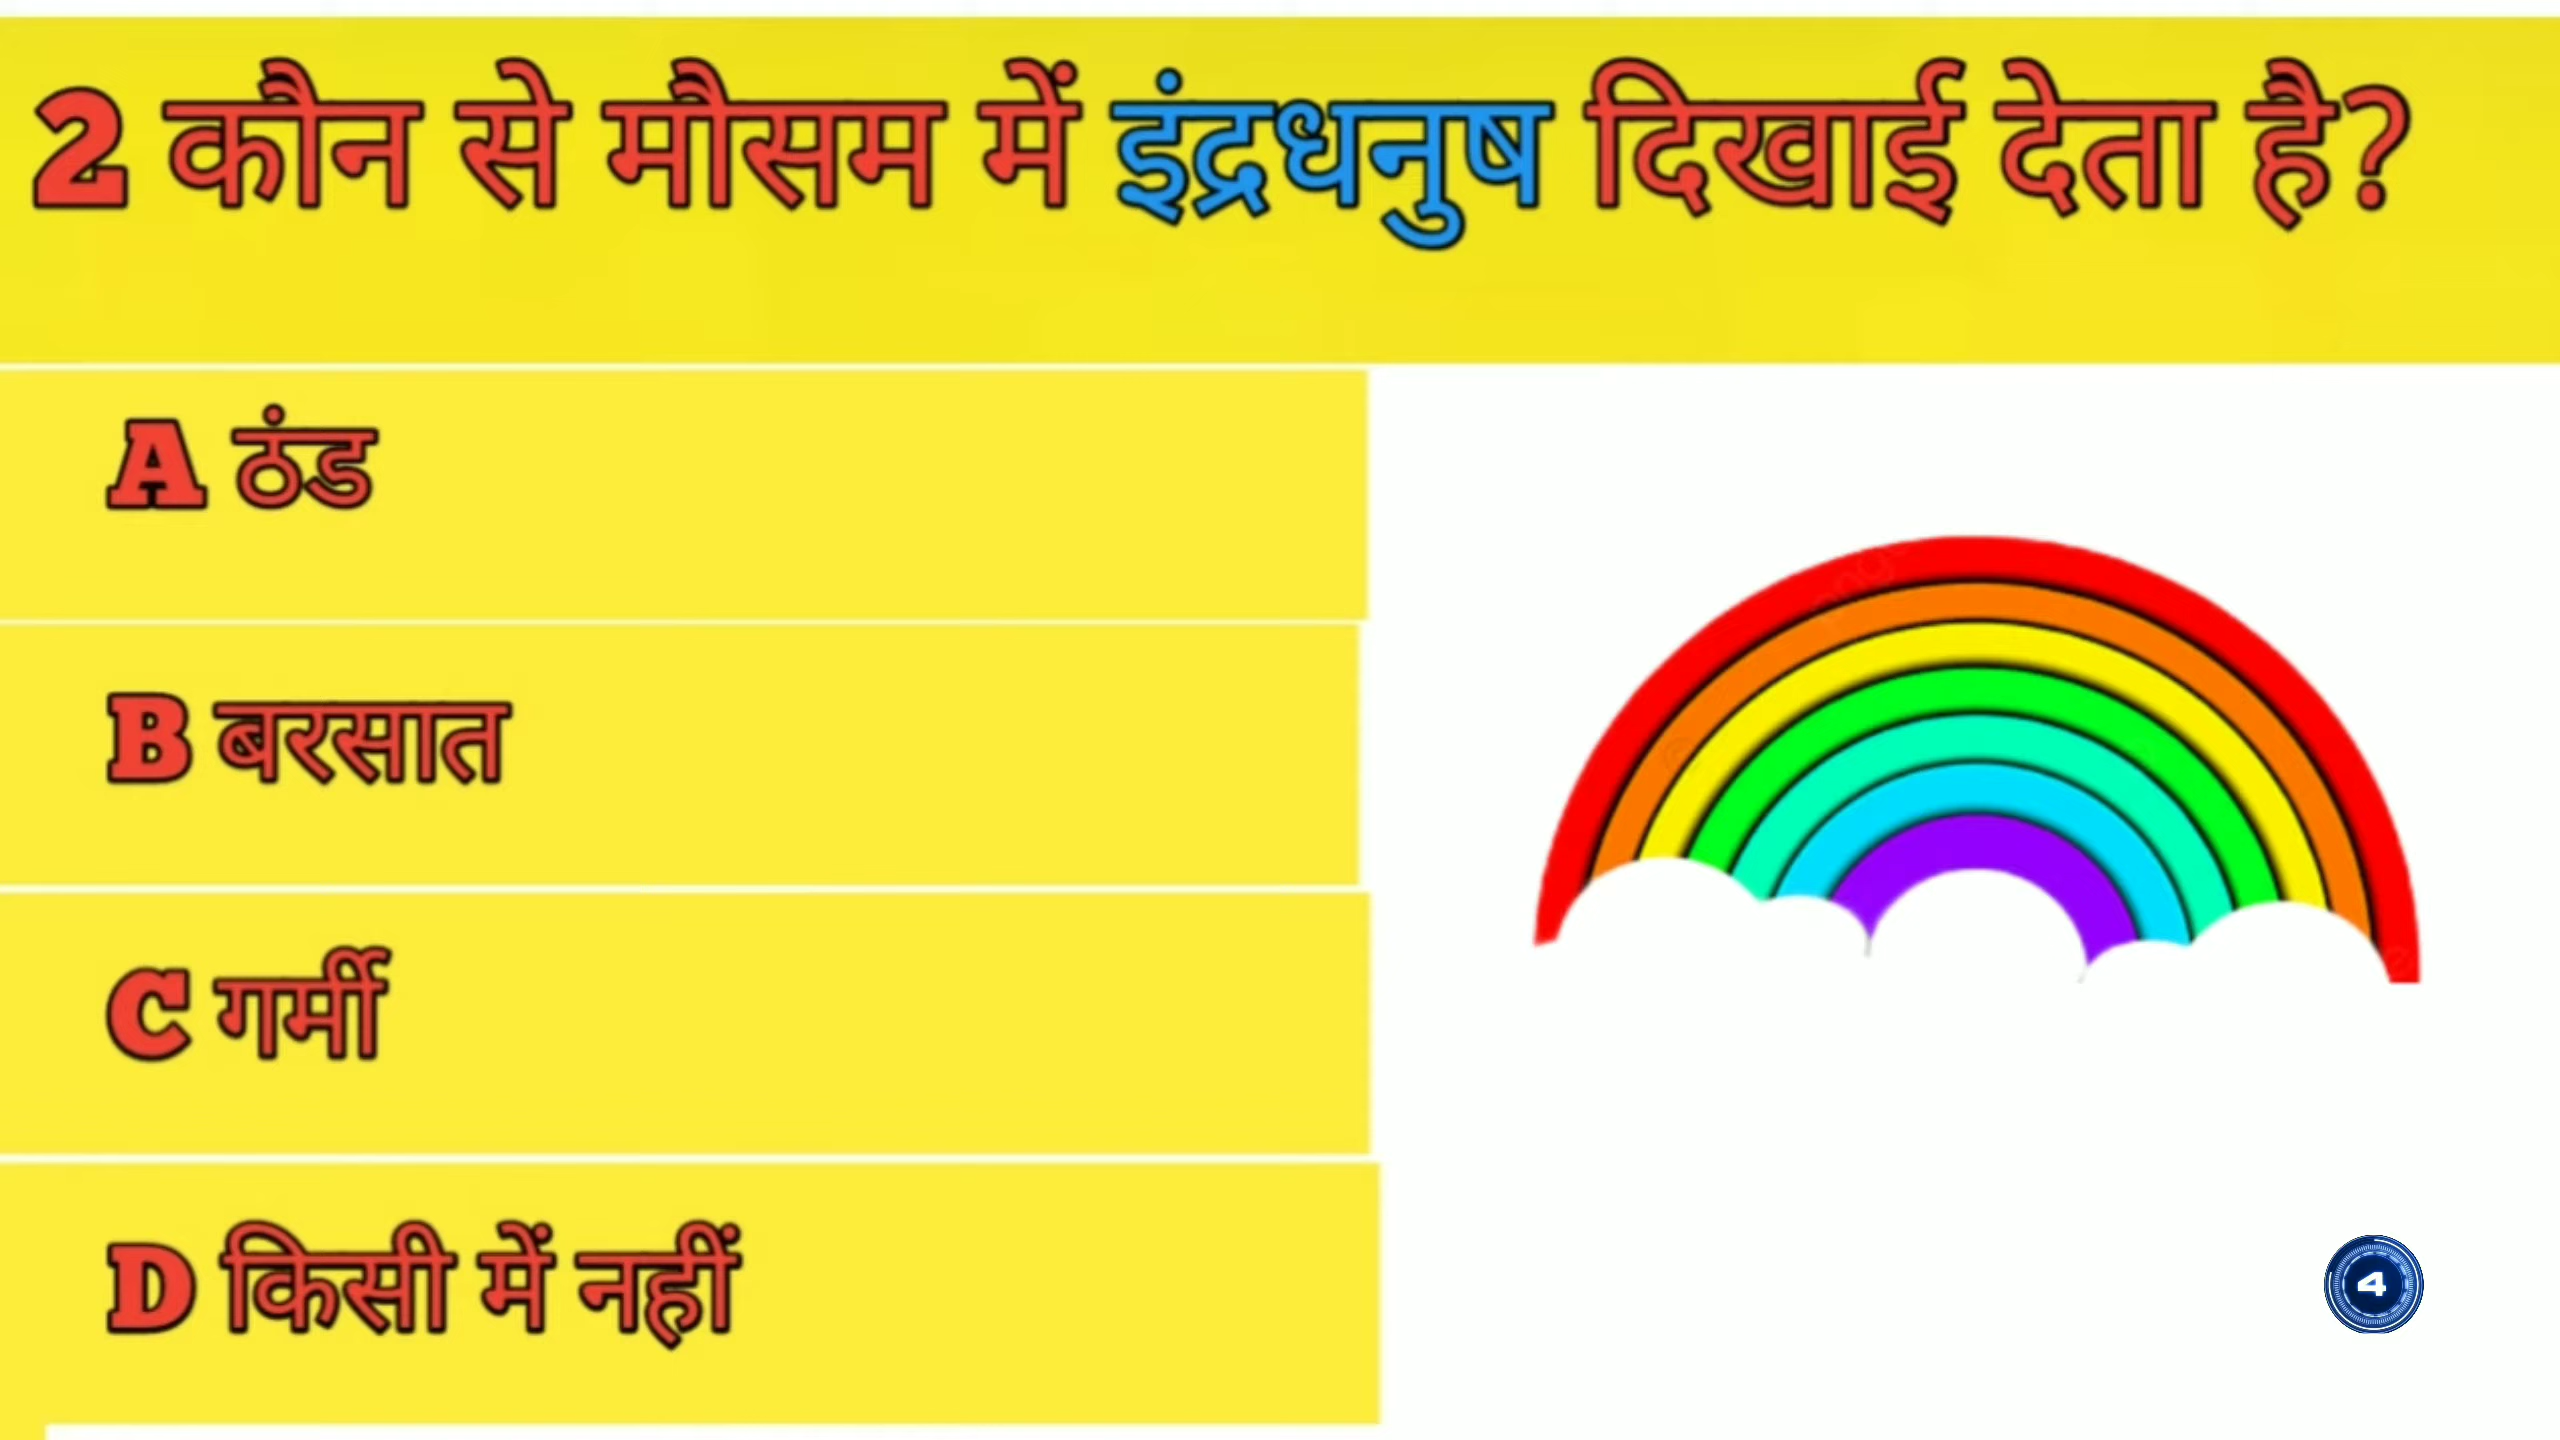 2 कौन से मौसम में इंद्रधनुष दिखाई देता है?
A ठंड
B बरसात
C गर्मी
D किसी में नहीं
4